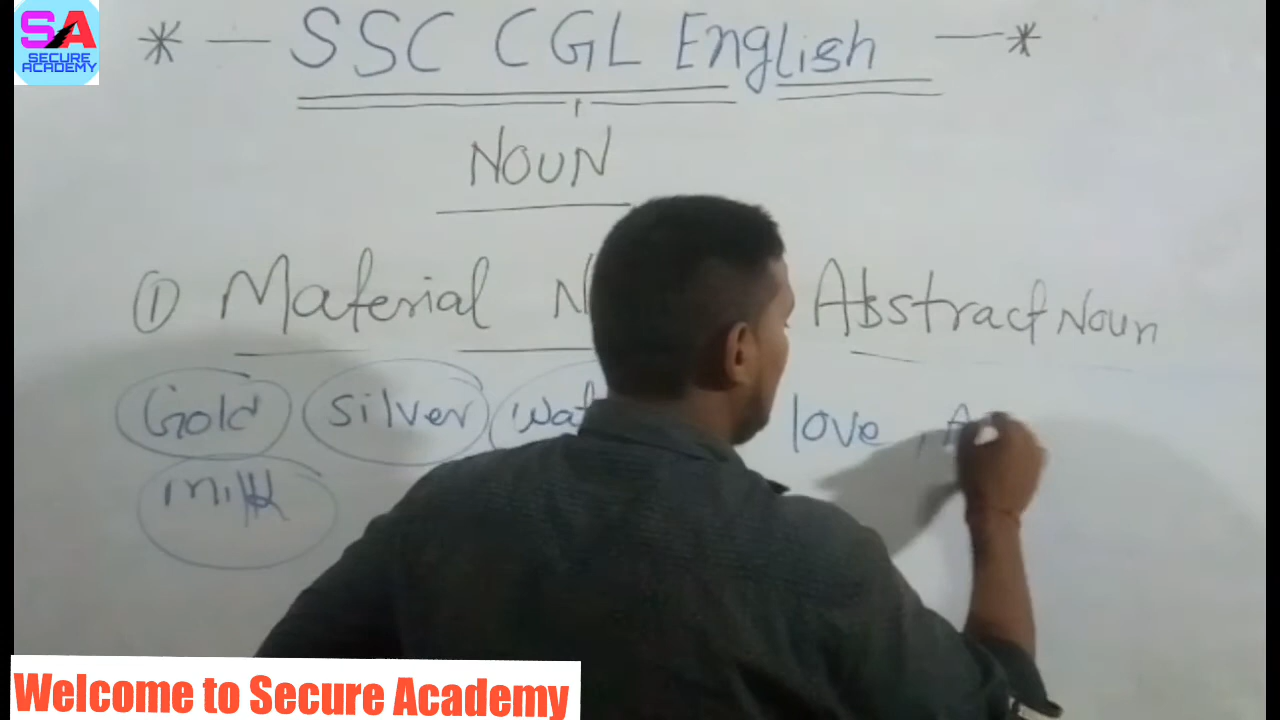 SA
SECURE
ACADEMY
* — SSC CGL English — *
NOUN
① Material N Abstract Noun
Gold silver wat love , A
milk
Welcome to Secure Academy